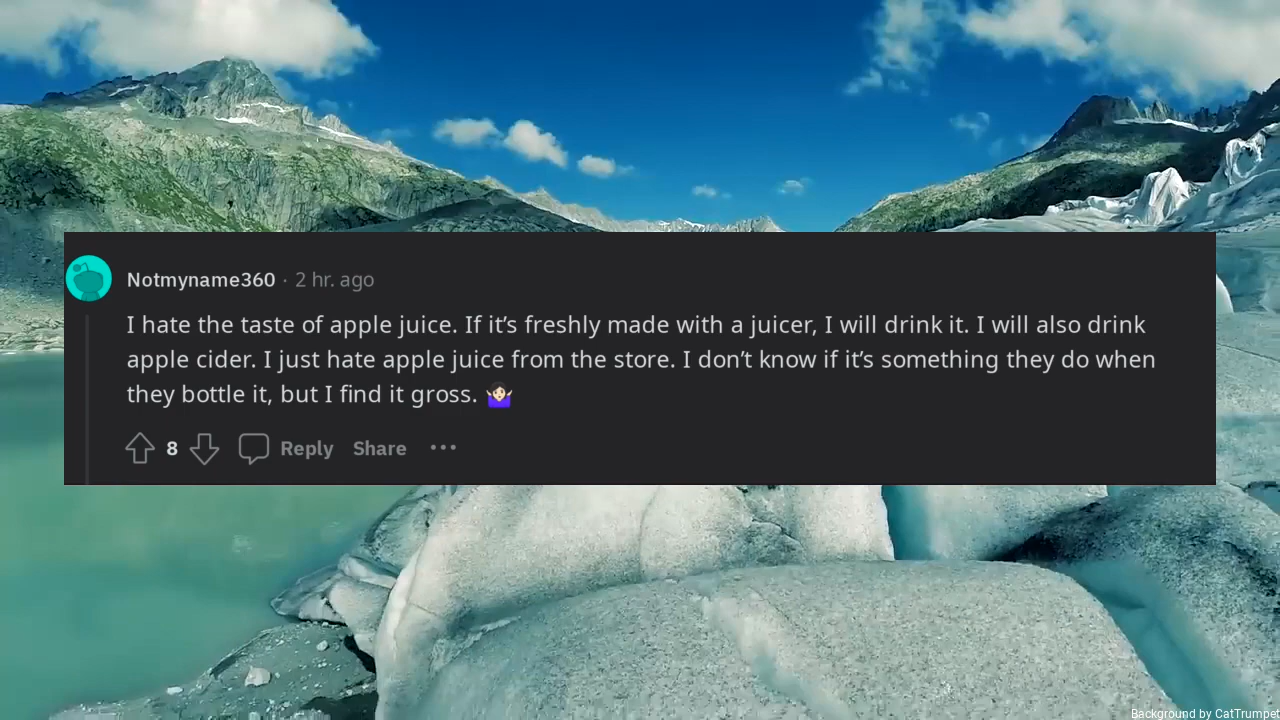 Notmyname360 · 2 hr. ago
I hate the taste of apple juice. If it’s freshly made with a juicer, I will drink it. I will also drink
apple cider. I just hate apple juice from the store. I don’t know if it’s something they do when
they bottle it, but I find it gross. 🤷🏻‍♀️
8 Reply Share ···
Background by CatTrumpet